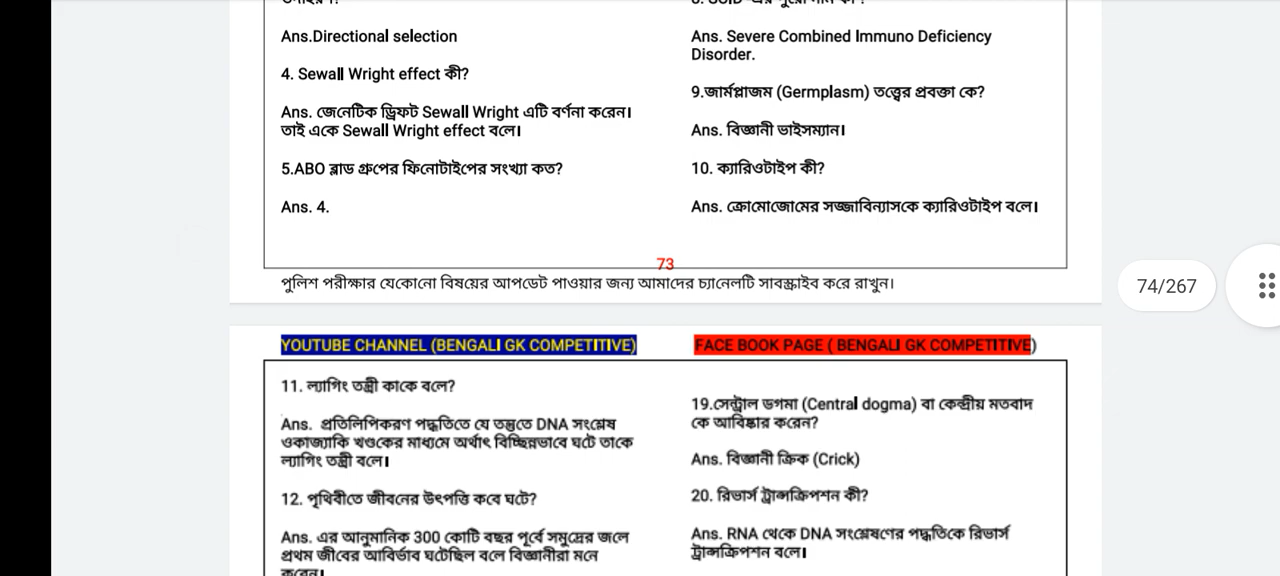 Ans.Directional selection
4. Sewall Wright effect কী?
Ans. জেনেটিক ড্রিফট Sewall Wright এটি বর্ণনা করেন।
তাই একে Sewall Wright effect বলে।
5.ABO ব্লাড গ্রুপের ফিনোটাইপের সংখ্যা কত?
Ans. 4.
Ans. Severe Combined Immuno Deficiency
Disorder.
9.জার্মপ্লাজম (Germplasm) তত্ত্বের প্রবক্তা কে?
Ans. বিজ্ঞানী ভাইসম্যান।
10. ক্যারিওটাইপ কী?
Ans. ক্রোমোজোমের সজ্জাবিন্যাসকে ক্যারিওটাইপ বলে।
73
পুলিশ পরীক্ষার যেকোনো বিষয়ের আপডেট পাওয়ার জন্য আমাদের চ্যানেলটি সাবস্ক্রাইব করে রাখুন।
74/267
YOUTUBE CHANNEL (BENGALI GK COMPETITIVE)
FACE BOOK PAGE ( BENGALI GK COMPETITIVE)
11. ল্যাগিং তন্ত্রী কাকে বলে?
Ans. প্রতিলিপিকরণ পদ্ধতিতে যে তন্তুতে DNA সংশ্লেষ
ওকাজ্যাকি খণ্ডকের মাধ্যমে অর্থাৎ বিচ্ছিন্নভাবে ঘটে তাকে
ল্যাগিং তন্ত্রী বলে।
12. পৃথিবীতে জীবনের উৎপত্তি কবে ঘটে?
Ans. এর আনুমানিক 300 কোটি বছর পূর্বে সমুদ্রের জলে
প্রথম জীবের আবির্ভাব ঘটেছিল বলে বিজ্ঞানীরা মনে
করেন।
19.সেন্ট্রাল ডগমা (Central dogma) বা কেন্দ্রীয় মতবাদ
কে আবিষ্কার করেন?
Ans. বিজ্ঞানী ক্রিক (Crick)
20. রিভার্স ট্রান্সক্রিপশন কী?
Ans. RNA থেকে DNA সংশ্লেষণের পদ্ধতিকে রিভার্স
ট্রান্সক্রিপশন বলে।